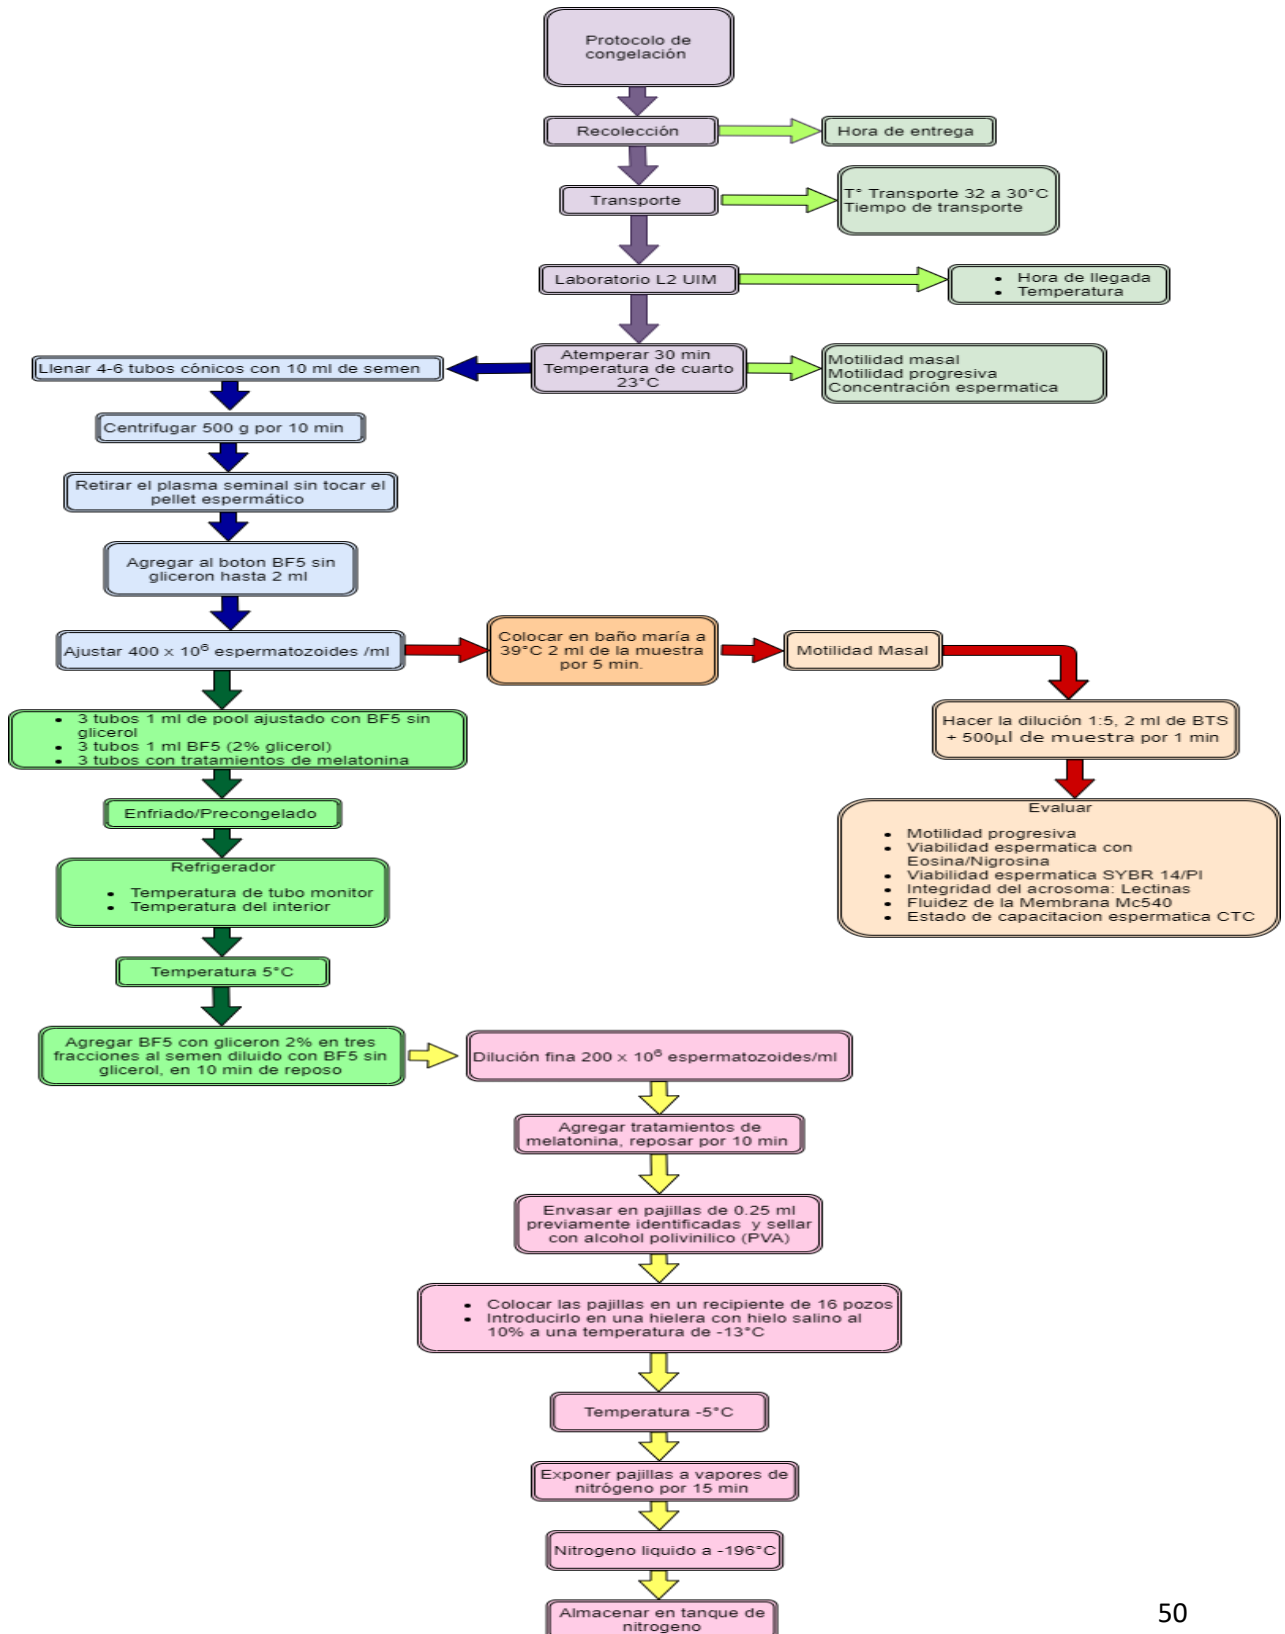 Protocolo de
congelación
Recolección
Hora de entrega
Transporte
T° Transporte 32 a 30°C
Tiempo de transporte
Laboratorio L2 UIM
• Hora de llegada
• Temperatura
Atemperar 30 min
Temperatura de cuarto
23°C
Motilidad masal
Motilidad progresiva
Concentración espermatica
Llenar 4-6 tubos cónicos con 10 ml de semen
Centrifugar 500 g por 10 min
Retirar el plasma seminal sin tocar el
pellet espermático
Agregar al boton BF5 sin
gliceron hasta 2 ml
Ajustar 400 x 10⁶ espermatozoides /ml
Colocar en baño maría a
39°C 2 ml de la muestra
por 5 min.
Motilidad Masal
Hacer la dilución 1:5, 2 ml de BTS
+ 500µl de muestra por 1 min
Evaluar
• Motilidad progresiva
• Viabilidad espermatica con
Eosina/Nigrosina
• Viabilidad espermatica SYBR 14/PI
• Integridad del acrosoma: Lectinas
• Fluidez de la Membrana Mc540
• Estado de capacitacion espermatica CTC
• 3 tubos 1 ml de pool ajustado con BF5 sin
glicerol
• 3 tubos 1 ml BF5 (2% glicerol)
• 3 tubos con tratamientos de melatonina
Enfriado/Precongelado
Refrigerador
• Temperatura de tubo monitor
• Temperatura del interior
Temperatura 5°C
Agregar BF5 con gliceron 2% en tres
fracciones al semen diluido con BF5 sin
glicerol, en 10 min de reposo
Dilución fina 200 x 10⁶ espermatozoides/ml
Agregar tratamientos de
melatonina, reposar por 10 min
Envasar en pajillas de 0.25 ml
previamente identificadas y sellar
con alcohol polivinilico (PVA)
• Colocar las pajillas en un recipiente de 16 pozos
• Introducirlo en una hielera con hielo salino al
10% a una temperatura de -13°C
Temperatura -5°C
Exponer pajillas a vapores de
nitrógeno por 15 min
Nitrogeno liquido a -196°C
Almacenar en tanque de
nitrogeno
50